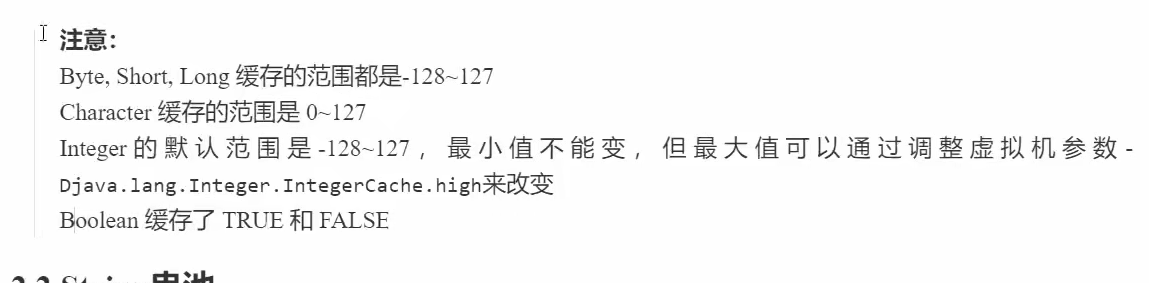 注意：
Byte, Short, Long 缓存的范围都是-128~127
Character 缓存的范围是 0~127
Integer 的默认范围是 -128~127，最小值不能变，但最大值可以通过调整虚拟机参数-
Djava.lang.Integer.IntegerCache.high来改变
Boolean 缓存了 TRUE 和 FALSE